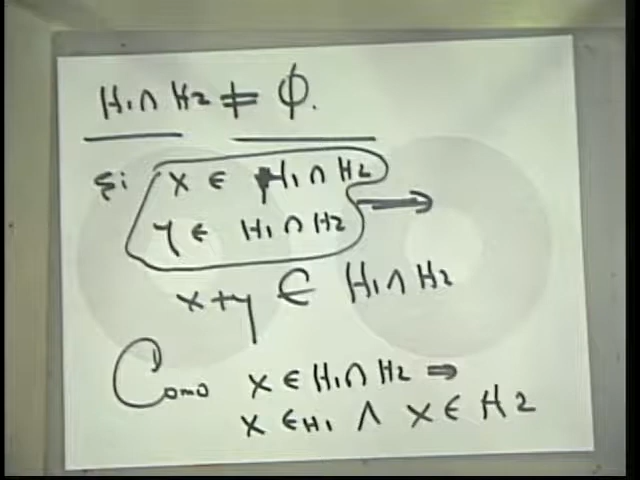 H1 ∩ H2 ≠ ϕ.
Si x ∈ H1 ∩ H2
y ∈ H1 ∩ H2 →
x+y ∈ H1 ∩ H2
Como x ∈ H1 ∩ H2 ⇒
x ∈ H1 ∧ x ∈ H2